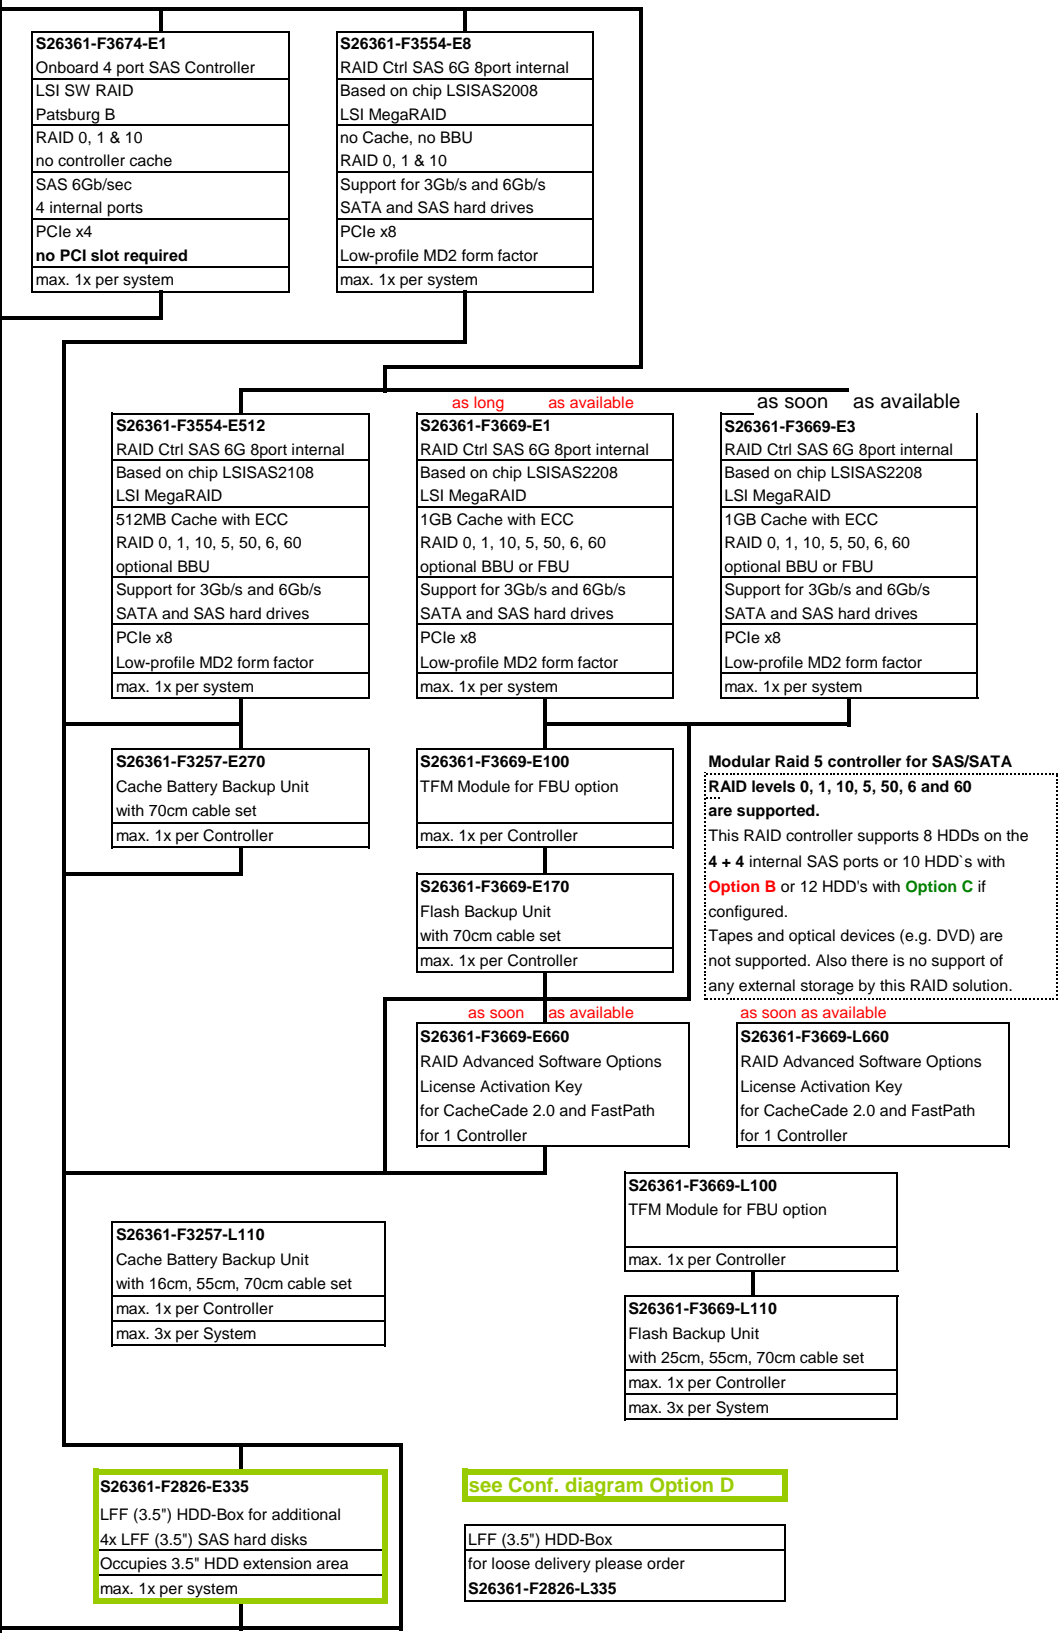 S26361-F3674-E1
Onboard 4 port SAS Controller
LSI SW RAID
Patsburg B
RAID 0, 1 & 10
no controller cache
SAS 6Gb/sec
4 internal ports
PCIe x4
no PCI slot required
max. 1x per system
S26361-F3554-E8
RAID Ctrl SAS 6G 8port internal
Based on chip LSISAS2008
LSI MegaRAID
no Cache, no BBU
RAID 0, 1 & 10
Support for 3Gb/s and 6Gb/s
SATA and SAS hard drives
PCIe x8
Low-profile MD2 form factor
max. 1x per system
S26361-F3554-E512
RAID Ctrl SAS 6G 8port internal
Based on chip LSISAS2108
LSI MegaRAID
512MB Cache with ECC
RAID 0, 1, 10, 5, 50, 6, 60
optional BBU
Support for 3Gb/s and 6Gb/s
SATA and SAS hard drives
PCIe x8
Low-profile MD2 form factor
max. 1x per system
as long as available
S26361-F3669-E1
RAID Ctrl SAS 6G 8port internal
Based on chip LSISAS2208
LSI MegaRAID
1GB Cache with ECC
RAID 0, 1, 10, 5, 50, 6, 60
optional BBU or FBU
Support for 3Gb/s and 6Gb/s
SATA and SAS hard drives
PCIe x8
Low-profile MD2 form factor
max. 1x per system
as soon as available
S26361-F3669-E3
RAID Ctrl SAS 6G 8port internal
Based on chip LSISAS2208
LSI MegaRAID
1GB Cache with ECC
RAID 0, 1, 10, 5, 50, 6, 60
optional BBU or FBU
Support for 3Gb/s and 6Gb/s
SATA and SAS hard drives
PCIe x8
Low-profile MD2 form factor
max. 1x per system
S26361-F3257-E270
Cache Battery Backup Unit
with 70cm cable set
max. 1x per Controller
S26361-F3669-E100
TFM Module for FBU option
max. 1x per Controller
S26361-F3669-E170
Flash Backup Unit
with 70cm cable set
max. 1x per Controller
Modular Raid 5 controller for SAS/SATA
RAID levels 0, 1, 10, 5, 50, 6 and 60
are supported.
This RAID controller supports 8 HDDs on the
4 + 4 internal SAS ports or 10 HDD`s with
Option B or 12 HDD's with Option C if
configured.
Tapes and optical devices (e.g. DVD) are
not supported. Also there is no support of
any external storage by this RAID solution.
as soon as available
S26361-F3669-E660
RAID Advanced Software Options
License Activation Key
for CacheCade 2.0 and FastPath
for 1 Controller
as soon as available
S26361-F3669-L660
RAID Advanced Software Options
License Activation Key
for CacheCade 2.0 and FastPath
for 1 Controller
S26361-F3257-L110
Cache Battery Backup Unit
with 16cm, 55cm, 70cm cable set
max. 1x per Controller
max. 3x per System
S26361-F3669-L100
TFM Module for FBU option
max. 1x per Controller
S26361-F3669-L110
Flash Backup Unit
with 25cm, 55cm, 70cm cable set
max. 1x per Controller
max. 3x per System
S26361-F2826-E335
LFF (3.5") HDD-Box for additional
4x LFF (3.5") SAS hard disks
Occupies 3.5" HDD extension area
max. 1x per system
see Conf. diagram Option D
LFF (3.5") HDD-Box
for loose delivery please order
S26361-F2826-L335